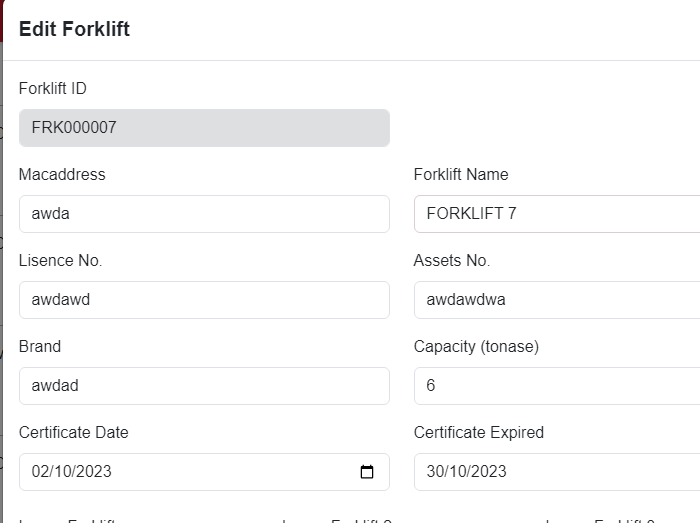 Edit Forklift
Forklift ID
FRK000007
Macaddress Forklift Name
awda FORKLIFT 7
Lisence No. Assets No.
awdawd awdawdwa
Brand Capacity (tonase)
awdad 6
Certificate Date Certificate Expired
02/10/2023 30/10/2023